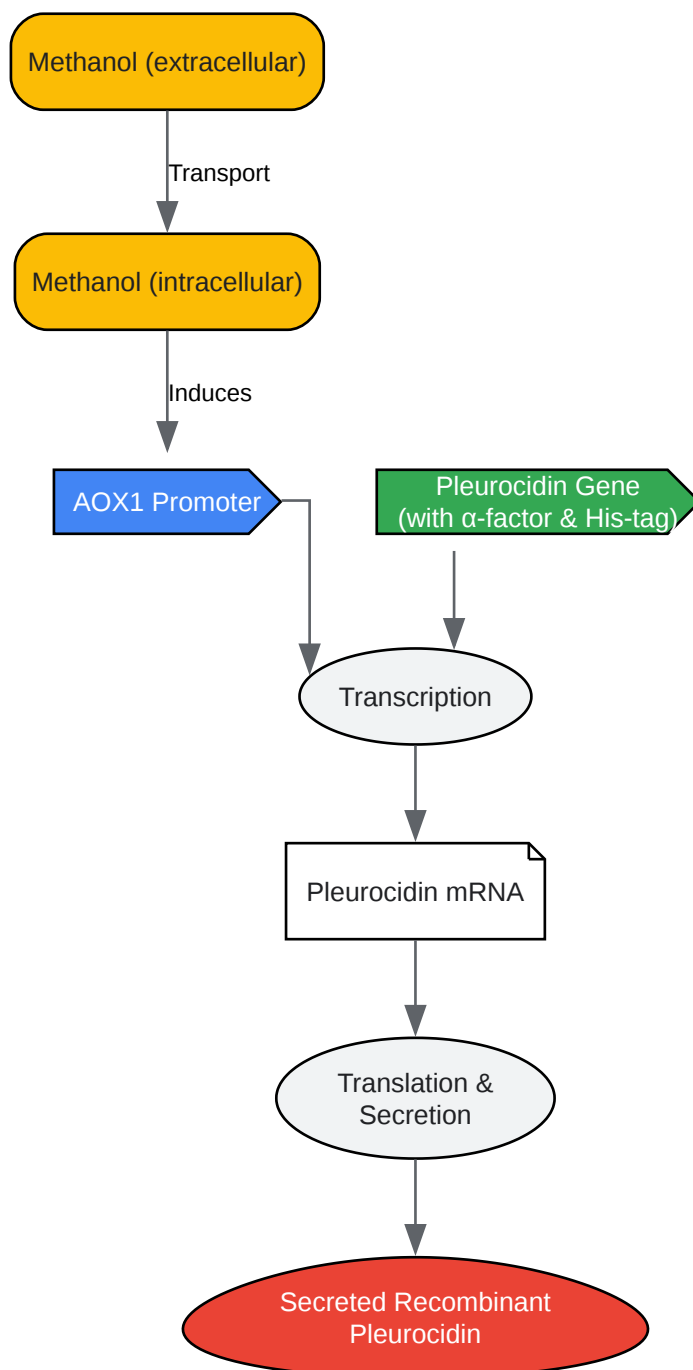 Methanol (extracellular)
Transport
Methanol (intracellular)
Induces
AOX1 Promoter
Pleurocidin Gene
(with α-factor & His-tag)
Transcription
Pleurocidin mRNA
Translation &
Secretion
Secreted Recombinant
Pleurocidin